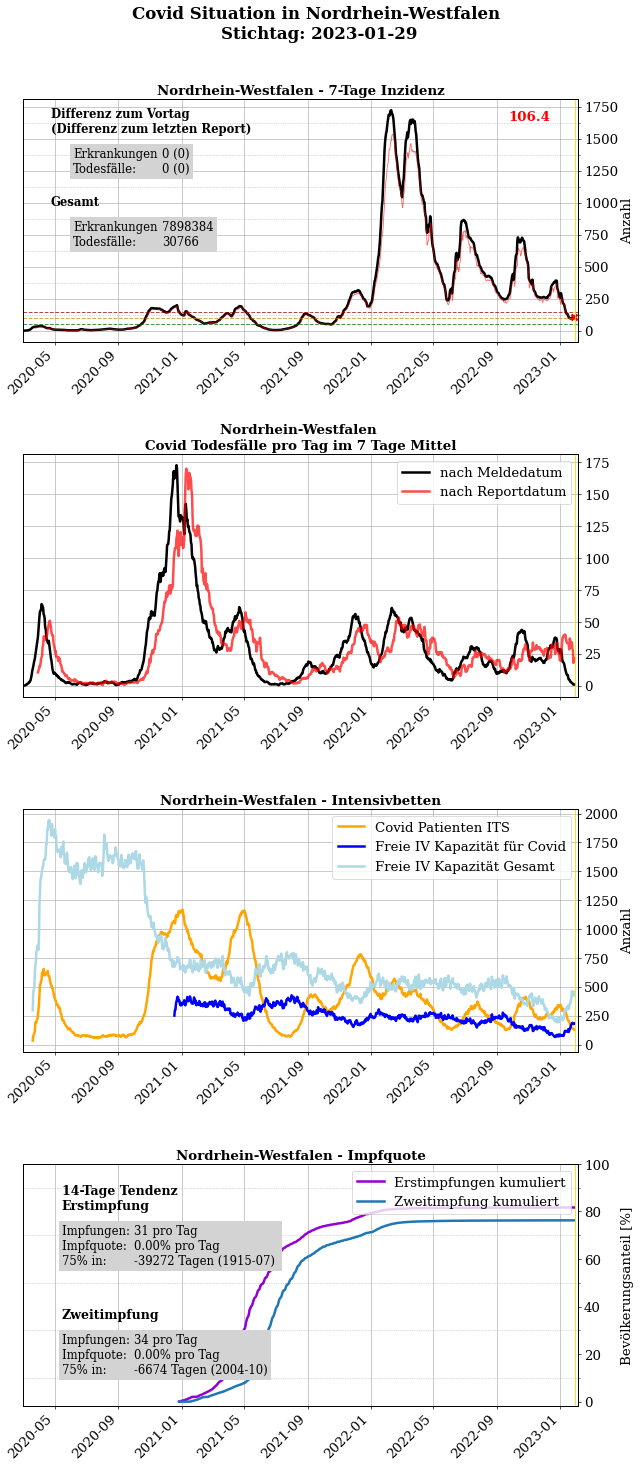 Covid Situation in Nordrhein-Westfalen
Stichtag: 2023-01-29
Nordrhein-Westfalen - 7-Tage Inzidenz
Differenz zum Vortag
(Differenz zum letzten Report)
Erkrankungen 0 (0)
Todesfälle: 0 (0)
Gesamt
Erkrankungen 7898384
Todesfälle: 30766
106.4
1750
1500
1250
1000
750
500
250
0
Anzahl
2020-05 2020-09 2021-01 2021-05 2021-09 2022-01 2022-05 2022-09 2023-01
Nordrhein-Westfalen
Covid Todesfälle pro Tag im 7 Tage Mittel
nach Meldedatum
nach Reportdatum
175
150
125
100
75
50
25
0
2020-05 2020-09 2021-01 2021-05 2021-09 2022-01 2022-05 2022-09 2023-01
Nordrhein-Westfalen - Intensivbetten
Covid Patienten ITS
Freie IV Kapazität für Covid
Freie IV Kapazität Gesamt
2000
1750
1500
1250
1000
750
500
250
0
Anzahl
2020-05 2020-09 2021-01 2021-05 2021-09 2022-01 2022-05 2022-09 2023-01
Nordrhein-Westfalen - Impfquote
14-Tage Tendenz
Erstimpfung
Impfungen: 31 pro Tag
Impfquote: 0.00% pro Tag
75% in: -39272 Tagen (1915-07)
Zweitimpfung
Impfungen: 34 pro Tag
Impfquote: 0.00% pro Tag
75% in: -6674 Tagen (2004-10)
Erstimpfungen kumuliert
Zweitimpfung kumuliert
100
80
60
40
20
0
Bevölkerungsanteil [%]
2020-05 2020-09 2021-01 2021-05 2021-09 2022-01 2022-05 2022-09 2023-01